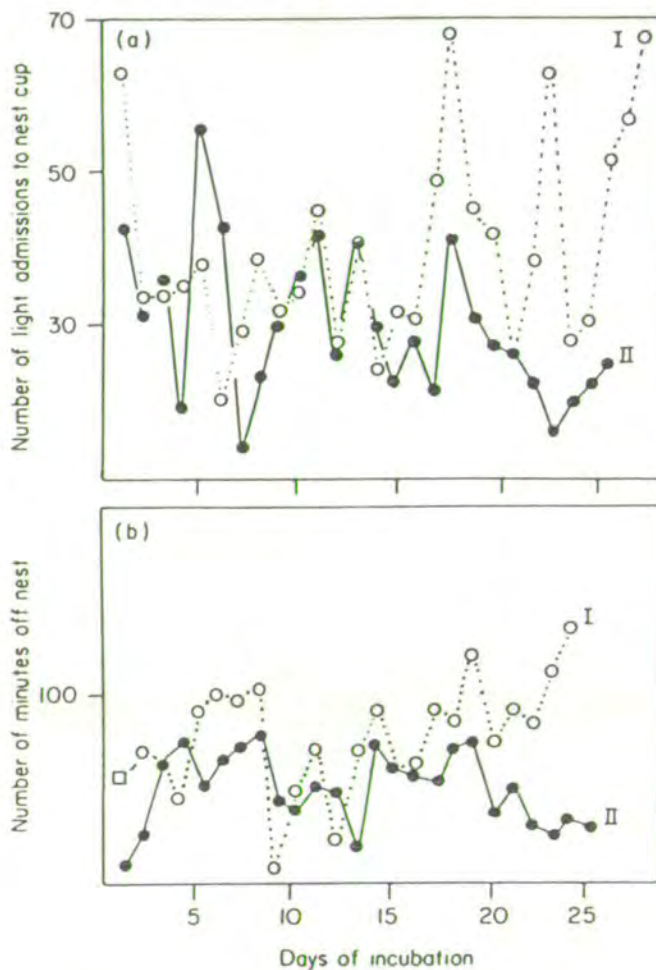 70
(a)
I
50
30
II
Number of light admissions to nest cup
(b)
I
100
II
Number of minutes off nest
5 10 15 20 25
Days of incubation